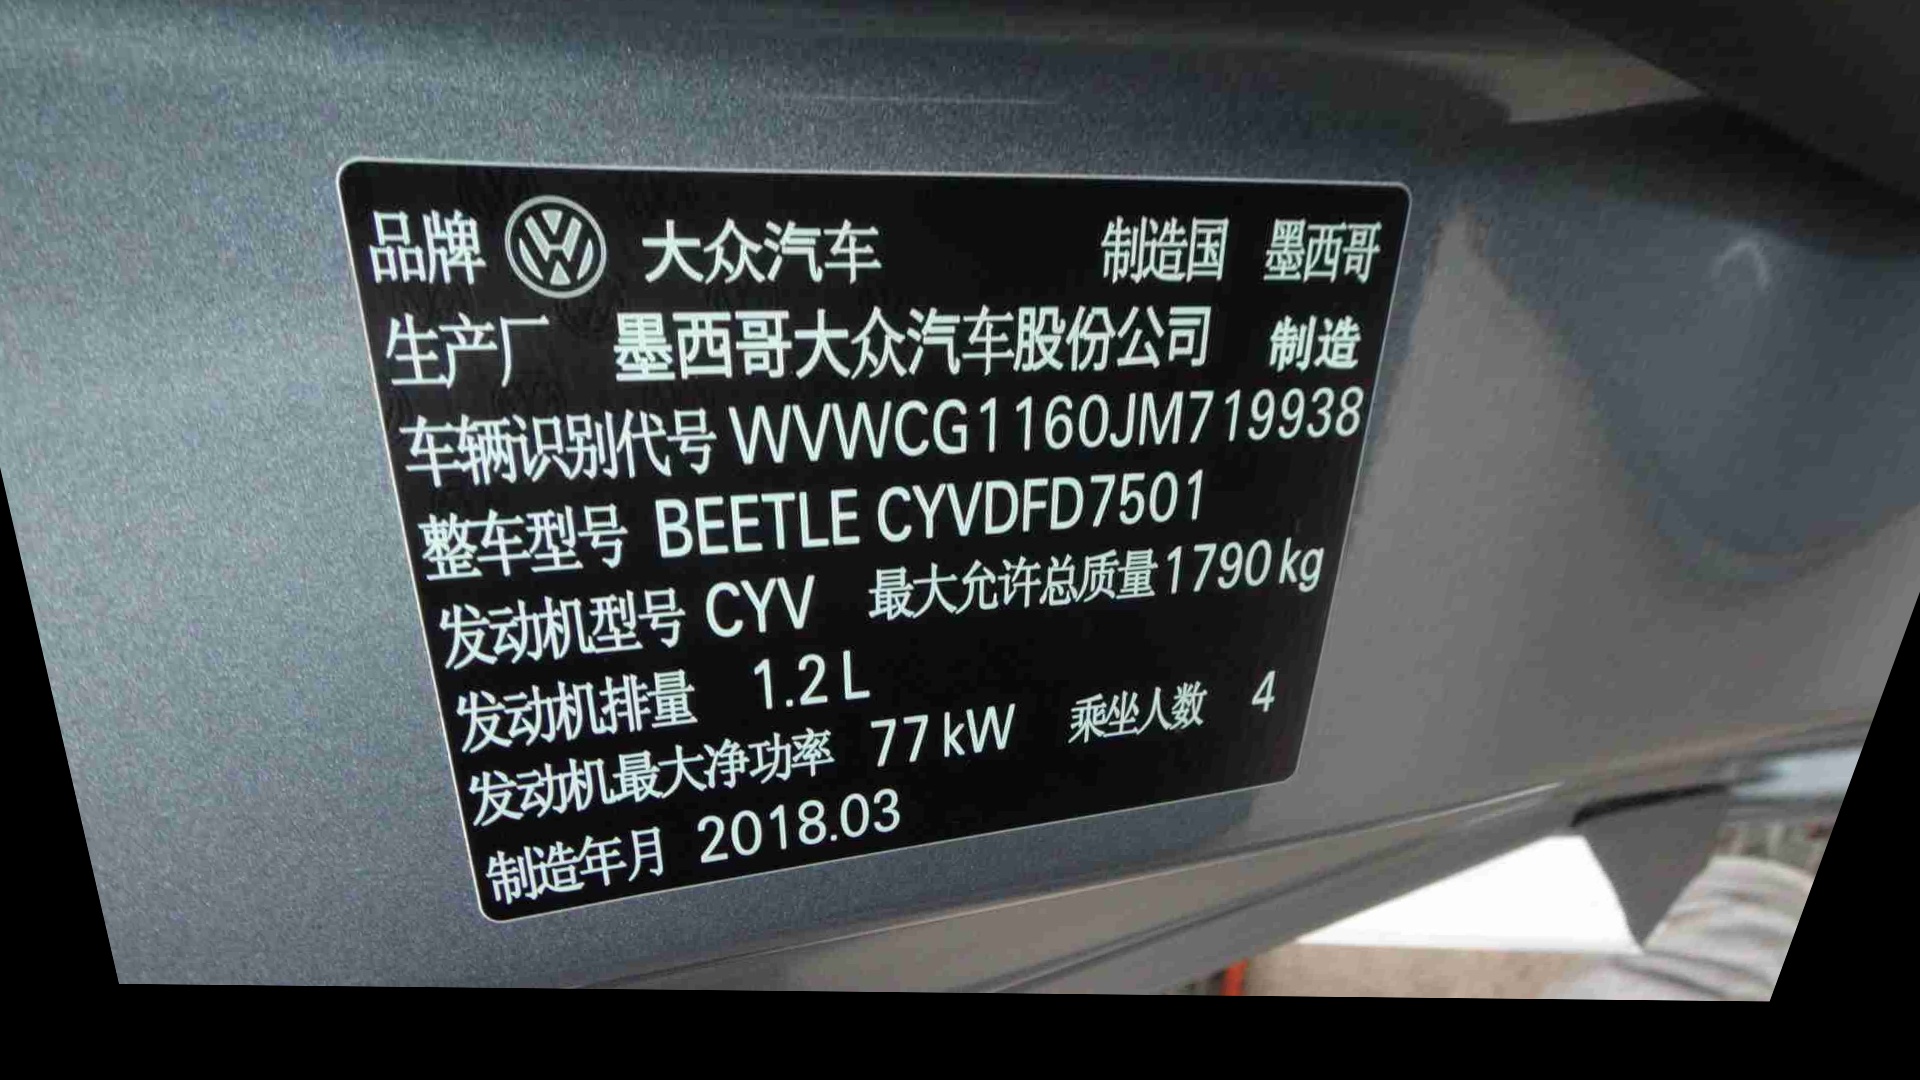 品牌 大众汽车 制造国 墨西哥
生产厂 墨西哥大众汽车股份公司 制造
车辆识别代号 WVWCG1160JM719938
整车型号 BEETLE CYVDFD7501
发动机型号 CYV 最大允许总质量 1790 kg
发动机排量 1.2 L
发动机最大净功率 77 kW 乘坐人数 4
制造年月 2018.03